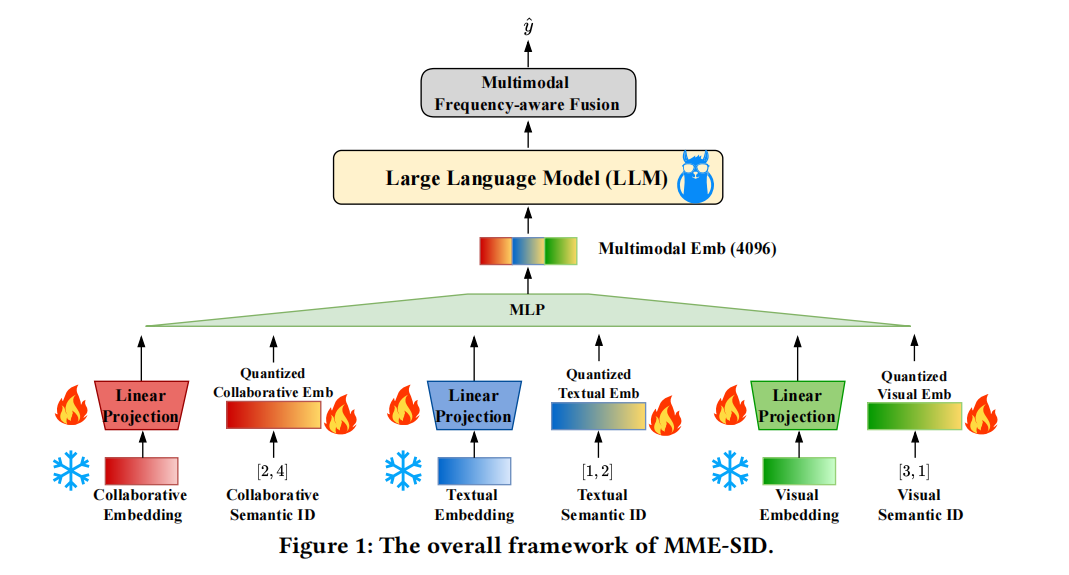 ŷ
Multimodal
Frequency-aware Fusion
Large Language Model (LLM)
Multimodal Emb (4096)
MLP
Linear
Projection
Quantized
Collaborative Emb
Linear
Projection
Quantized
Textual Emb
Linear
Projection
Quantized
Visual Emb
[2, 4]
[1, 2]
[3, 1]
Collaborative
Embedding
Collaborative
Semantic ID
Textual
Embedding
Textual
Semantic ID
Visual
Embedding
Visual
Semantic ID
Figure 1: The overall framework of MME-SID.